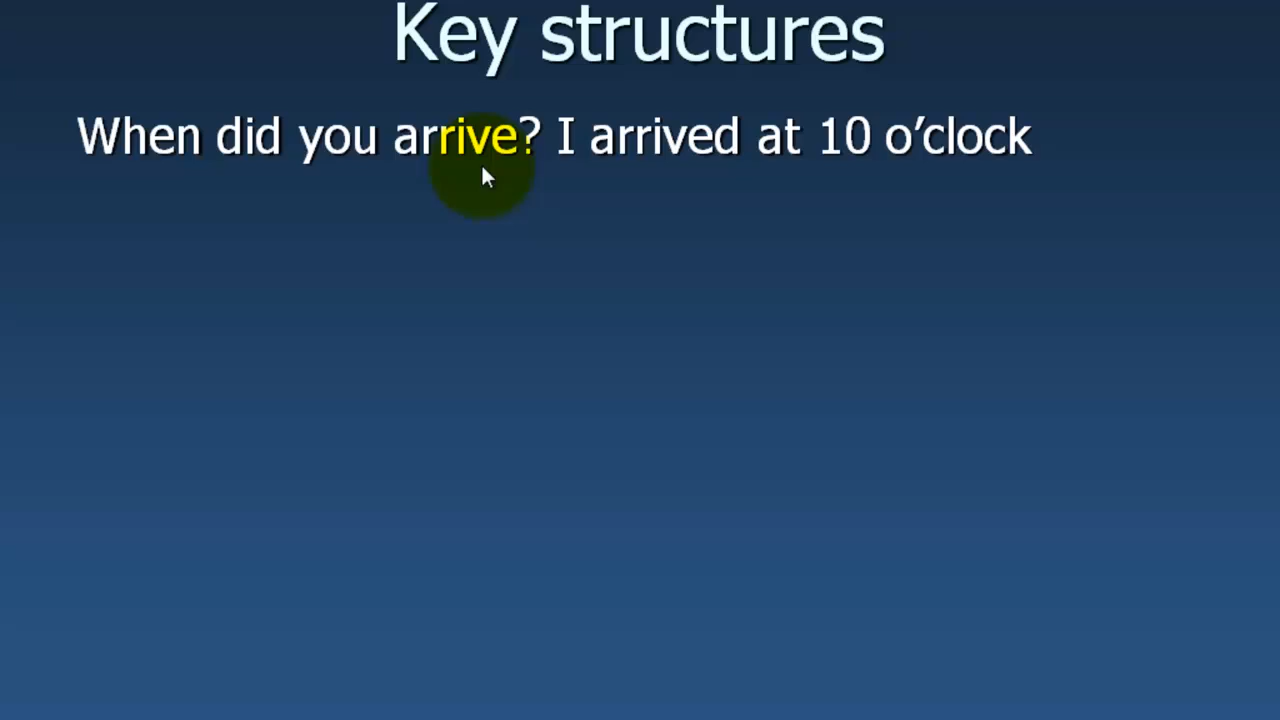 Key structures
When did you arrive? I arrived at 10 o’clock